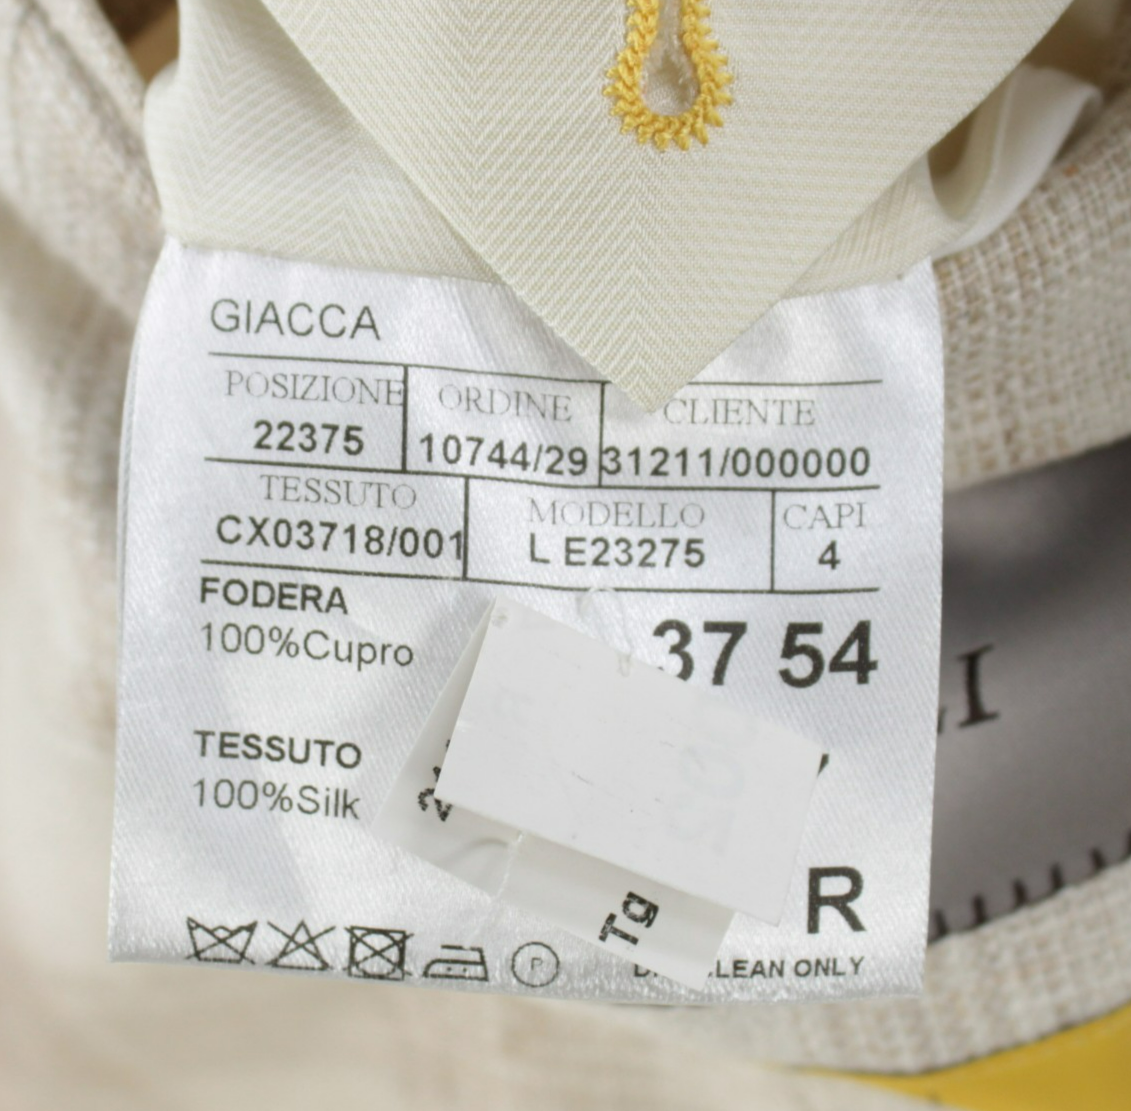 GIACCA
POSIZIONE ORDINE CLIENTE
22375 10744/29 31211/000000
TESSUTO MODELLO CAPI
CX03718/001 L E23275 4
FODERA
100%Cupro
37 54
TESSUTO
100%Silk
R
Tg
P
CLEAN ONLY